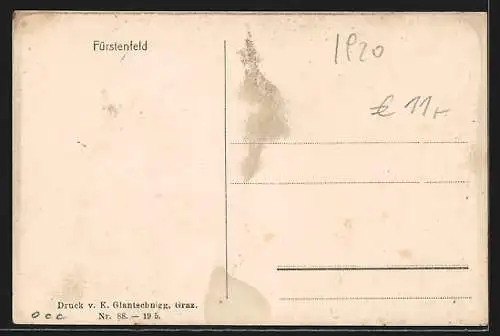 Fürstenfeld
1920
€ 11,-
Druck v. K. Glantschnigg, Graz.
Nr. 88. — 19 5.